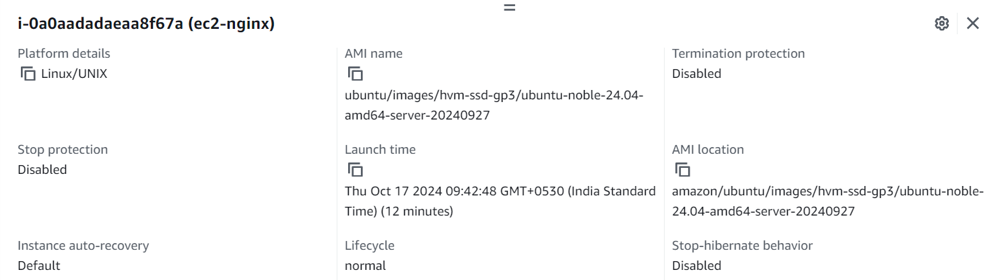 i-0a0aadadaeaa8f67a (ec2-nginx)
Platform details
Linux/UNIX
AMI name
ubuntu/images/hvm-ssd-gp3/ubuntu-noble-24.04-
amd64-server-20240927
Termination protection
Disabled
Stop protection
Disabled
Launch time
Thu Oct 17 2024 09:42:48 GMT+0530 (India Standard
Time) (12 minutes)
AMI location
amazon/ubuntu/images/hvm-ssd-gp3/ubuntu-noble-
24.04-amd64-server-20240927
Instance auto-recovery
Default
Lifecycle
normal
Stop-hibernate behavior
Disabled